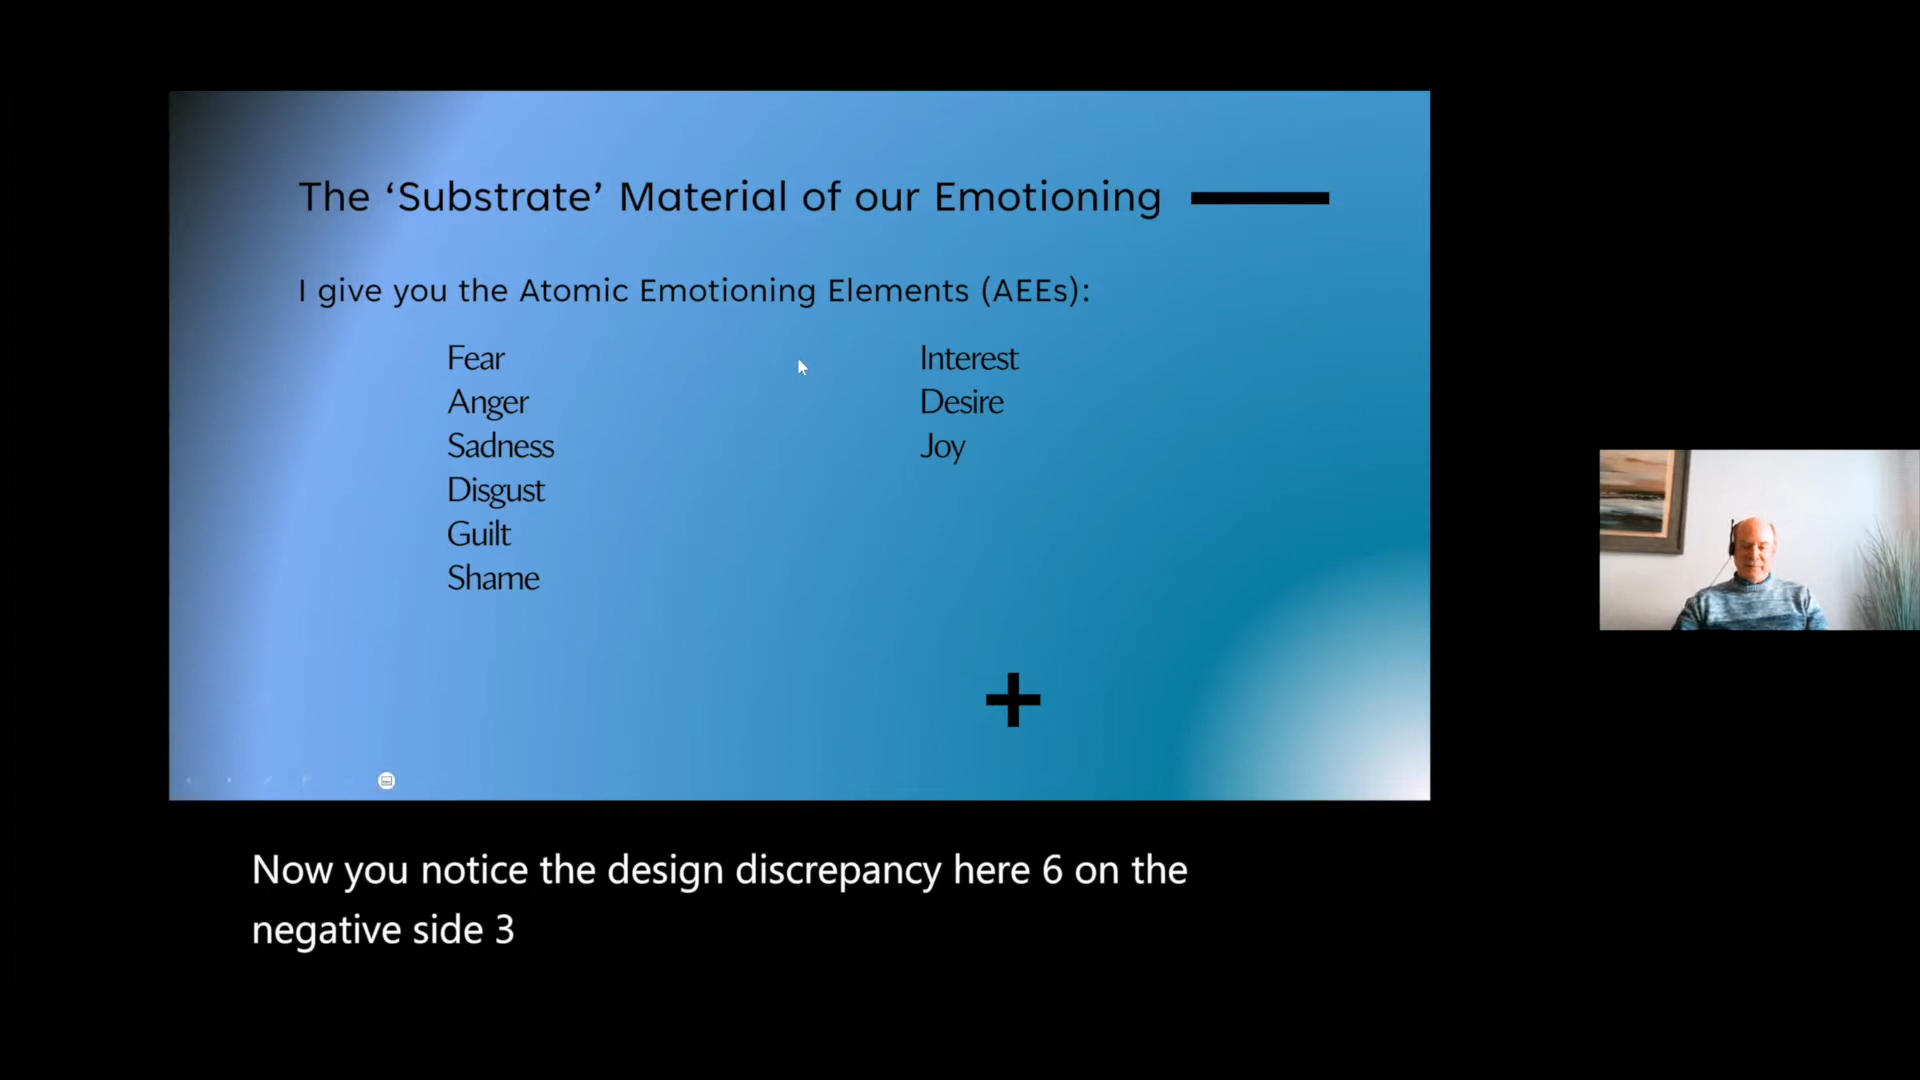 The ‘Substrate’ Material of our Emotioning
I give you the Atomic Emotioning Elements (AEEs):
Fear
Anger
Sadness
Disgust
Guilt
Shame
Interest
Desire
Joy
Now you notice the design discrepancy here 6 on the
negative side 3